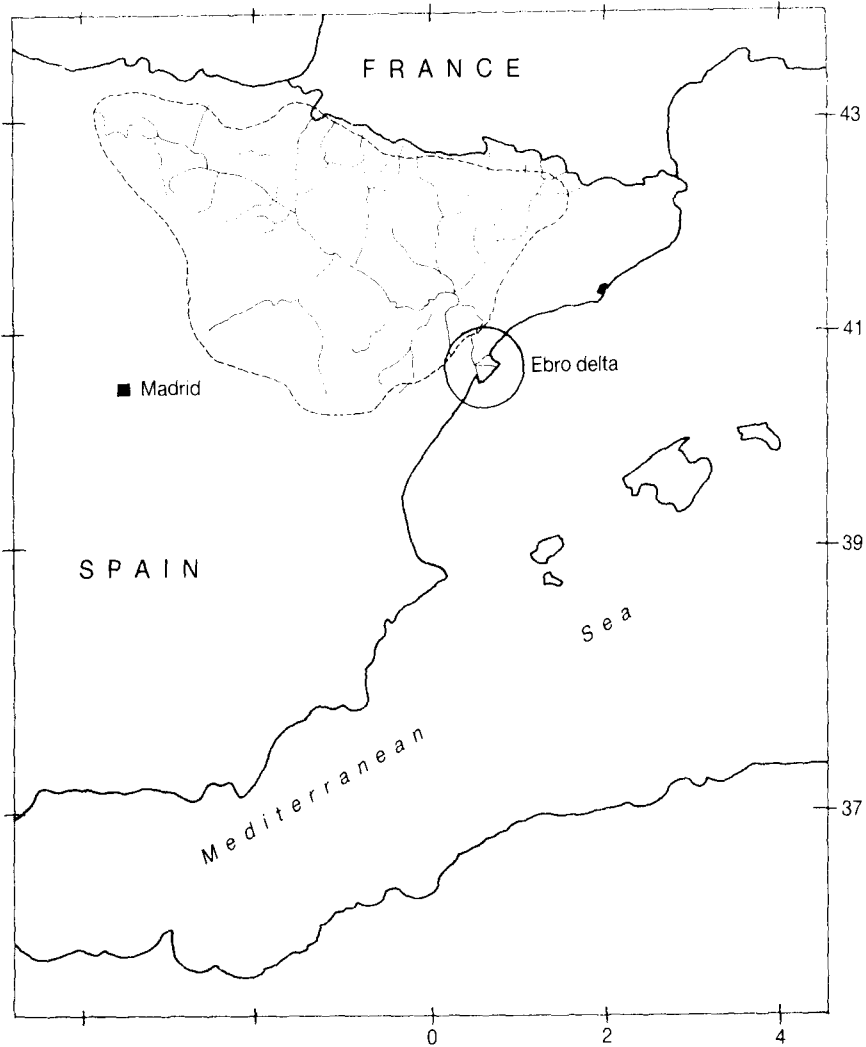 FRANCE
43
41
Ebro delta
Madrid
39
SPAIN
Sea
Mediterranean
37
0
2
4